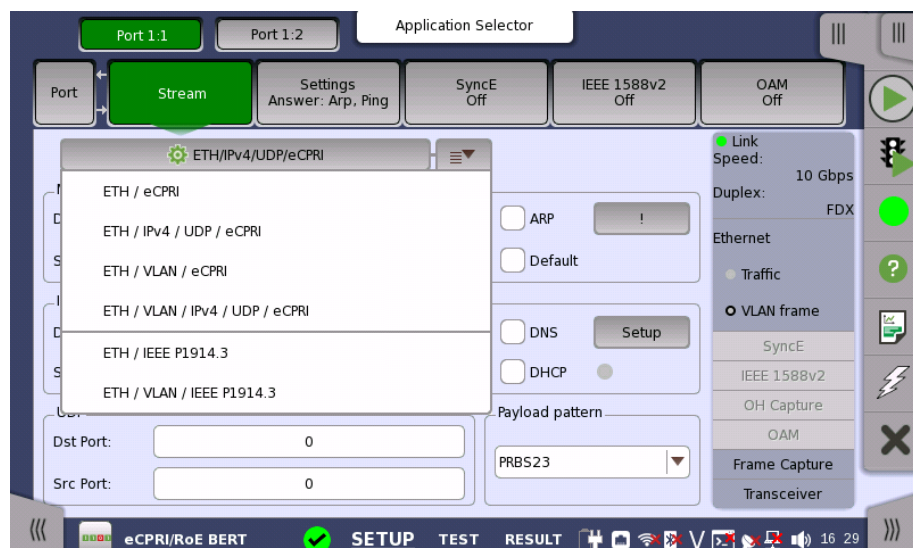 Application Selector
Port 1:1
Port 1:2
Port
Stream
Settings
Answer: Arp, Ping
SyncE
Off
IEEE 1588v2
Off
OAM
Off
ETH/IPv4/UDP/eCPRI
ETH / eCPRI
ETH / IPv4 / UDP / eCPRI
ETH / VLAN / eCPRI
ETH / VLAN / IPv4 / UDP / eCPRI
ETH / IEEE P1914.3
ETH / VLAN / IEEE P1914.3
ARP
!
Default
DNS
Setup
DHCP
Dst Port:
0
Src Port:
0
Payload pattern
PRBS23
Link
Speed:
10 Gbps
Duplex:
FDX
Ethernet
Traffic
VLAN frame
SyncE
IEEE 1588v2
OH Capture
OAM
Frame Capture
Transceiver
?
eCPRI/RoE BERT
SETUP
TEST
RESULT
16 29